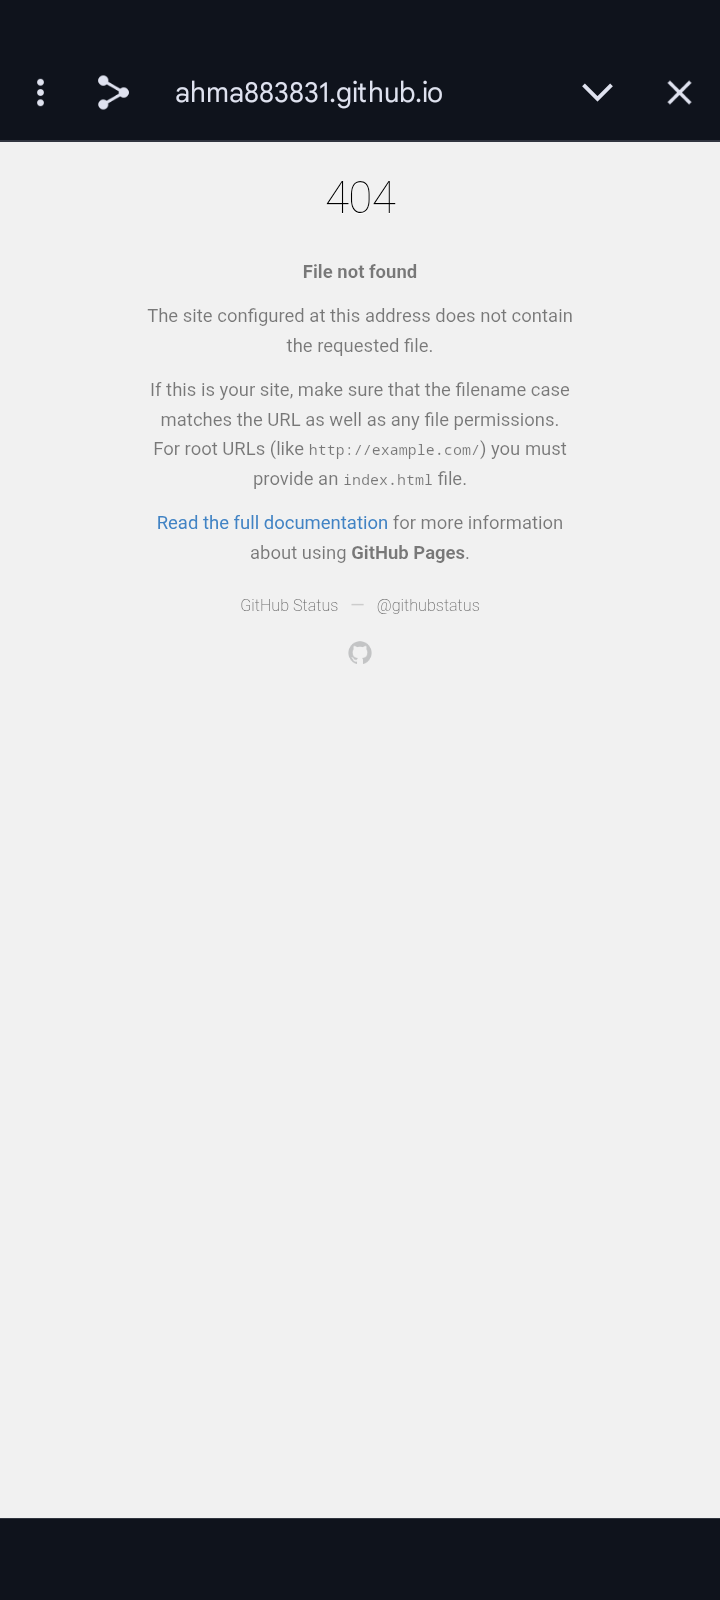 ahma883831.github.io
404
File not found
The site configured at this address does not contain
the requested file.
If this is your site, make sure that the filename case
matches the URL as well as any file permissions.
For root URLs (like http://example.com/) you must
provide an index.html file.
Read the full documentation for more information
about using GitHub Pages.
GitHub Status — @githubstatus